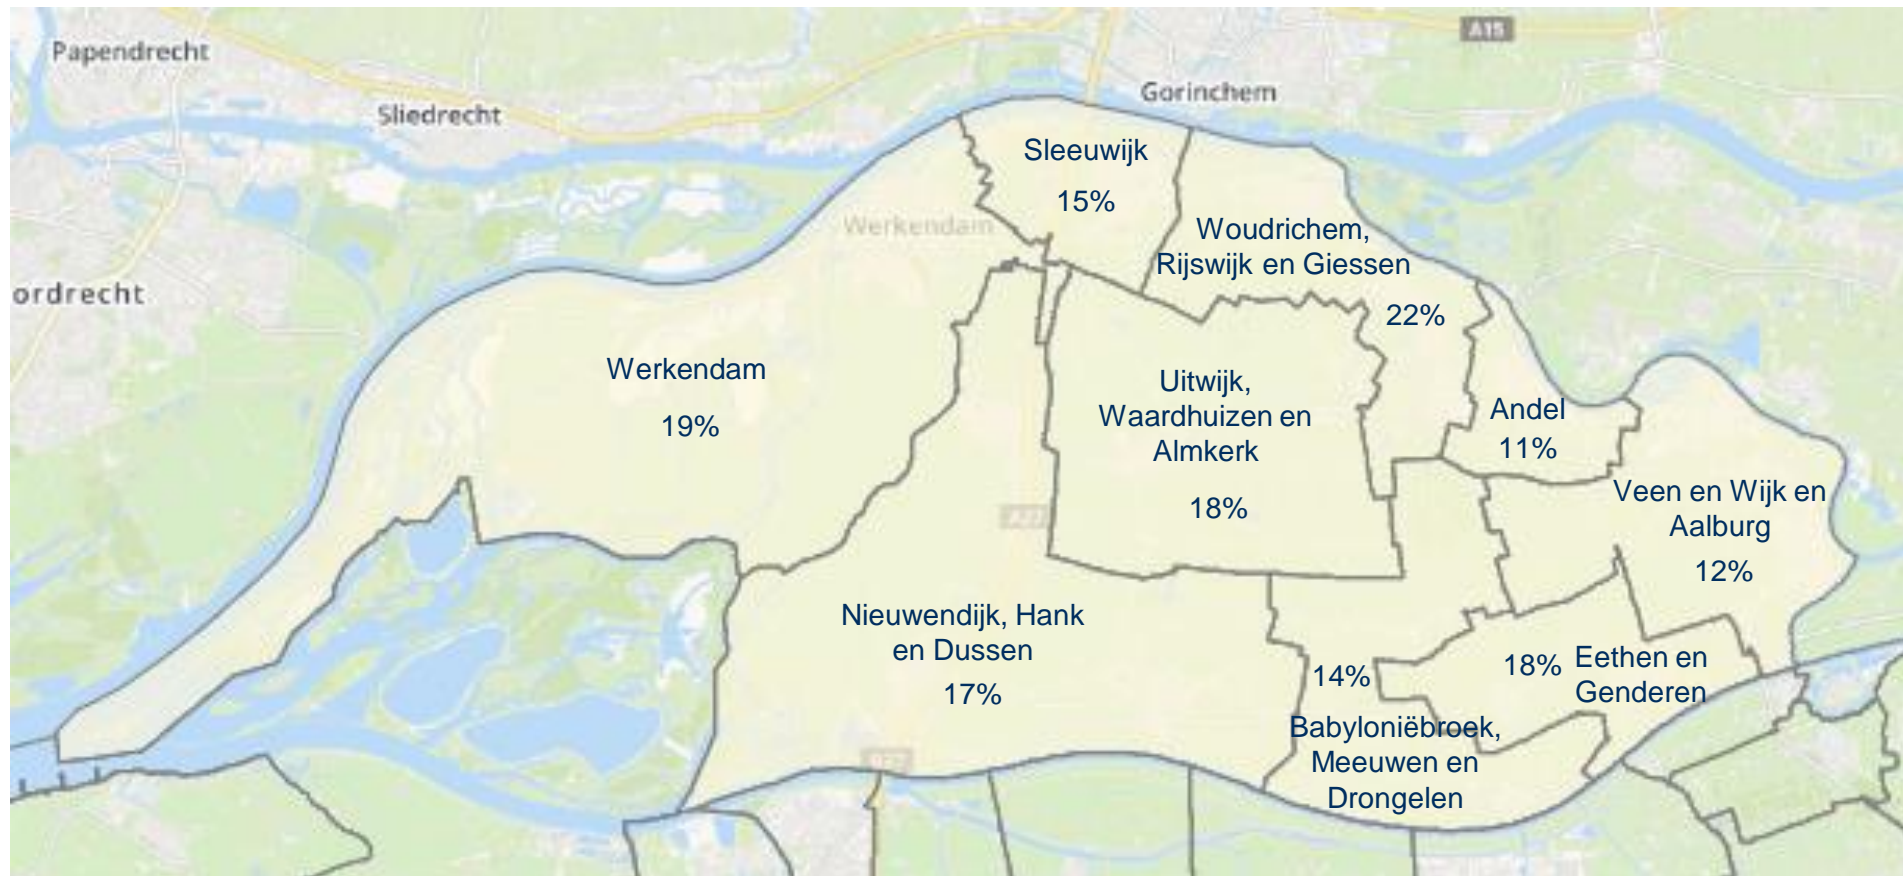 Papendrecht
A15
Gorinchem
Sliedrecht
Sleeuwijk
15%
Werkendam
Woudrichem,
Rijswijk en Giessen
22%
ordrecht
Werkendam
19%
Uitwijk,
Waardhuizen en
Almkerk
18%
Andel
11%
Veen en Wijk en
Aalburg
12%
A27
Nieuwendijk, Hank
en Dussen
17%
14%
18%
Eethen en
Genderen
Babyloniëbroek,
Meeuwen en
Drongelen